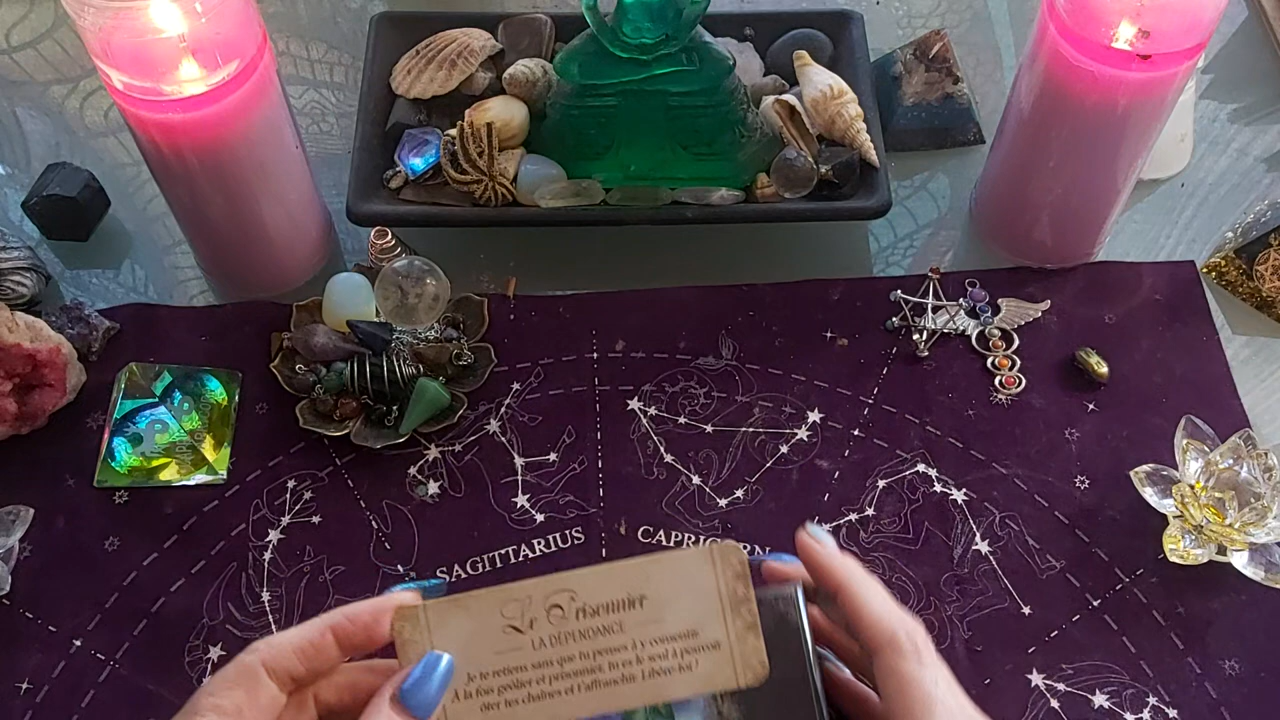 SAGITTARIUS
CAPRICORN
Le Prisonnier
LA DÉPENDANCE
Je te retiens sans que tu penses à y consentir
À la fois geôlier et prisonnier, tu es le seul à pouvoir
ôter tes chaînes et t'affranchir. Libère-toi !